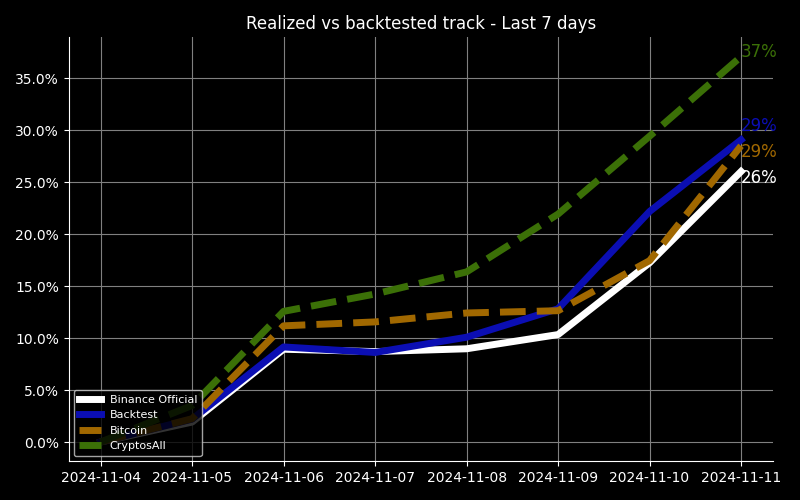 Realized vs backtested track - Last 7 days
37%
35.0%
30.0%
29%
29%
25.0%
26%
20.0%
15.0%
10.0%
5.0%
0.0%
Binance Official
Backtest
Bitcoin
CryptosAll
2024-11-04 2024-11-05 2024-11-06 2024-11-07 2024-11-08 2024-11-09 2024-11-10 2024-11-11